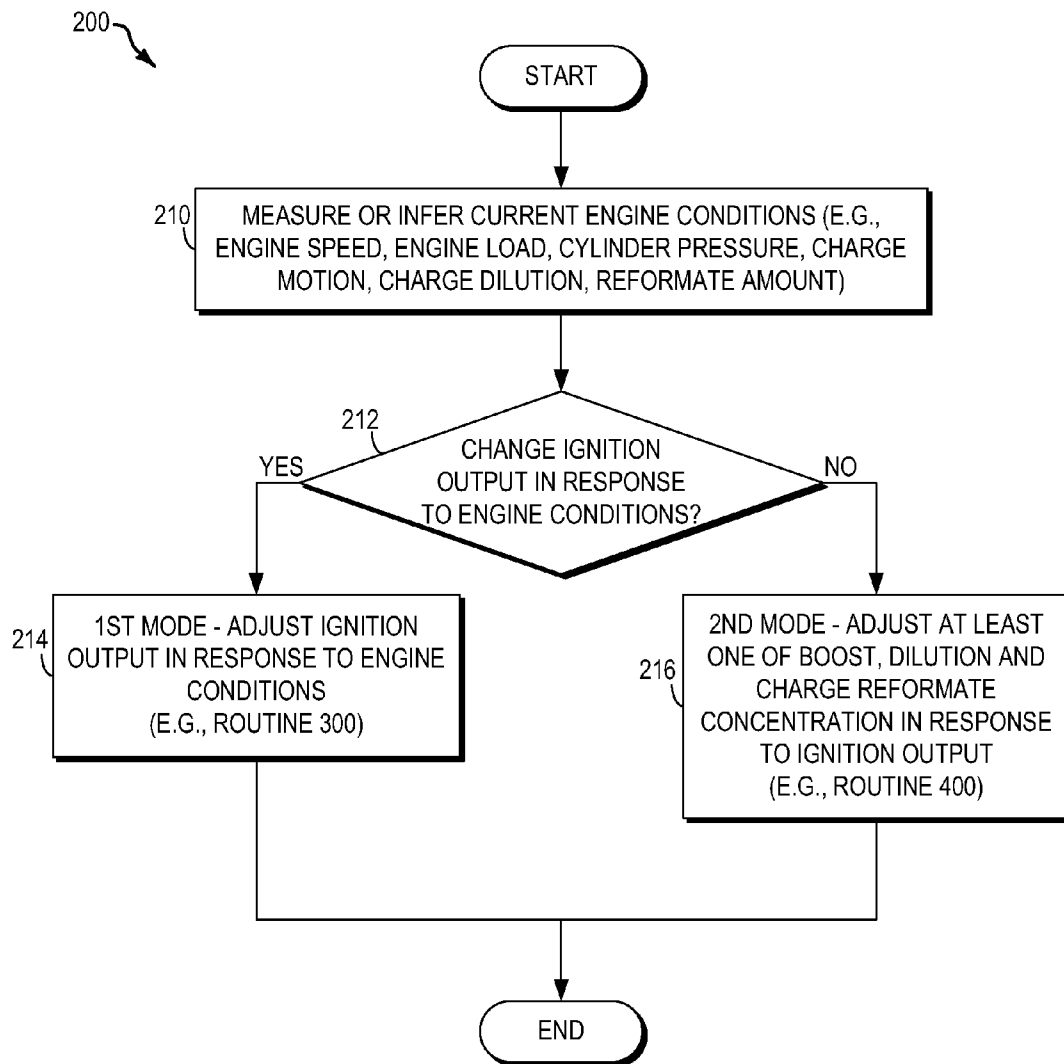 200
START
210
MEASURE OR INFER CURRENT ENGINE CONDITIONS (E.G.,
ENGINE SPEED, ENGINE LOAD, CYLINDER PRESSURE, CHARGE
MOTION, CHARGE DILUTION, REFORMATE AMOUNT)
212
CHANGE IGNITION
OUTPUT IN RESPONSE
TO ENGINE CONDITIONS?
YES
NO
214
1ST MODE - ADJUST IGNITION
OUTPUT IN RESPONSE TO ENGINE
CONDITIONS
(E.G., ROUTINE 300)
216
2ND MODE - ADJUST AT LEAST
ONE OF BOOST, DILUTION AND
CHARGE REFORMATE
CONCENTRATION IN RESPONSE
TO IGNITION OUTPUT
(E.G., ROUTINE 400)
END